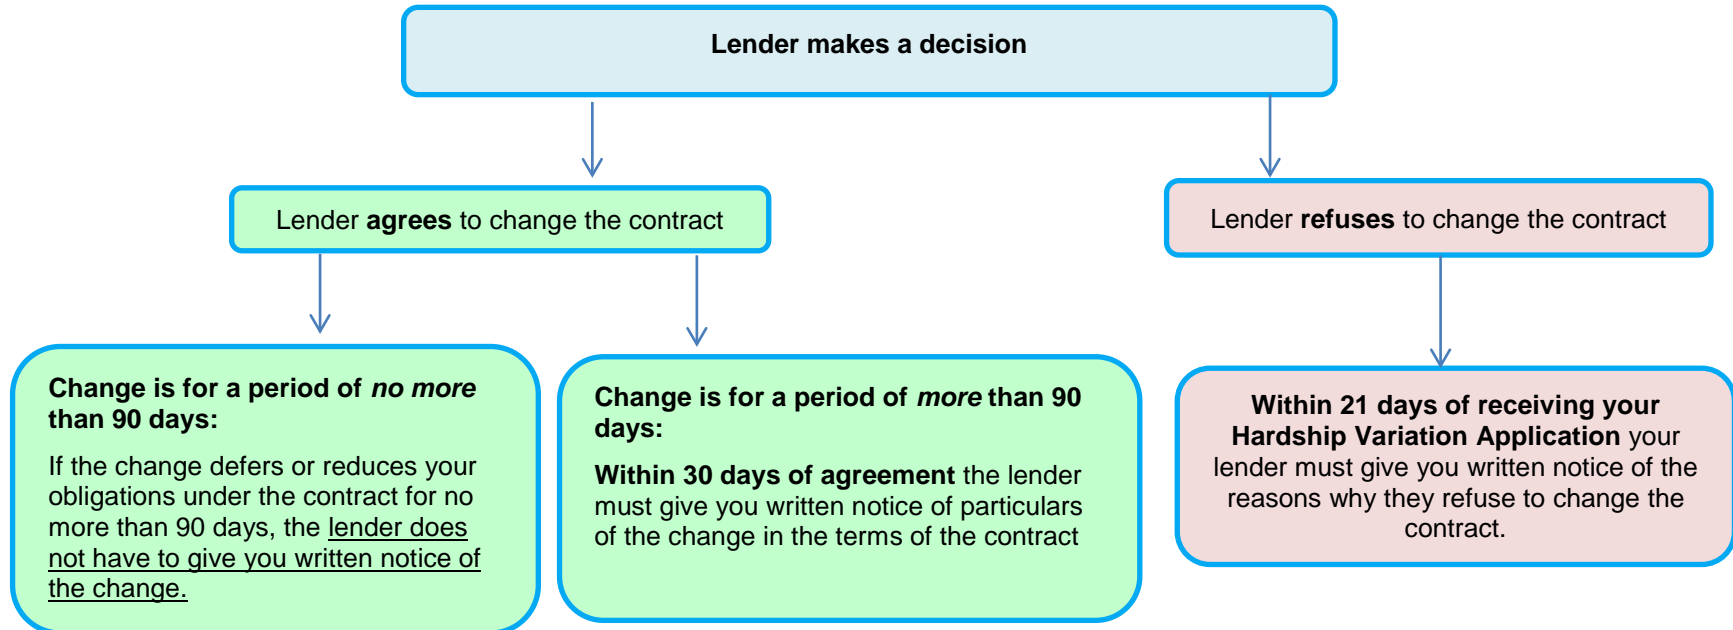 Lender makes a decision
Lender agrees to change the contract
Lender refuses to change the contract
Change is for a period of no more
than 90 days:
If the change defers or reduces your
obligations under the contract for no
more than 90 days, the lender does
not have to give you written notice of
the change.
Change is for a period of more than 90
days:
Within 30 days of agreement the lender
must give you written notice of particulars
of the change in the terms of the contract
Within 21 days of receiving your
Hardship Variation Application your
lender must give you written notice of the
reasons why they refuse to change the
contract.